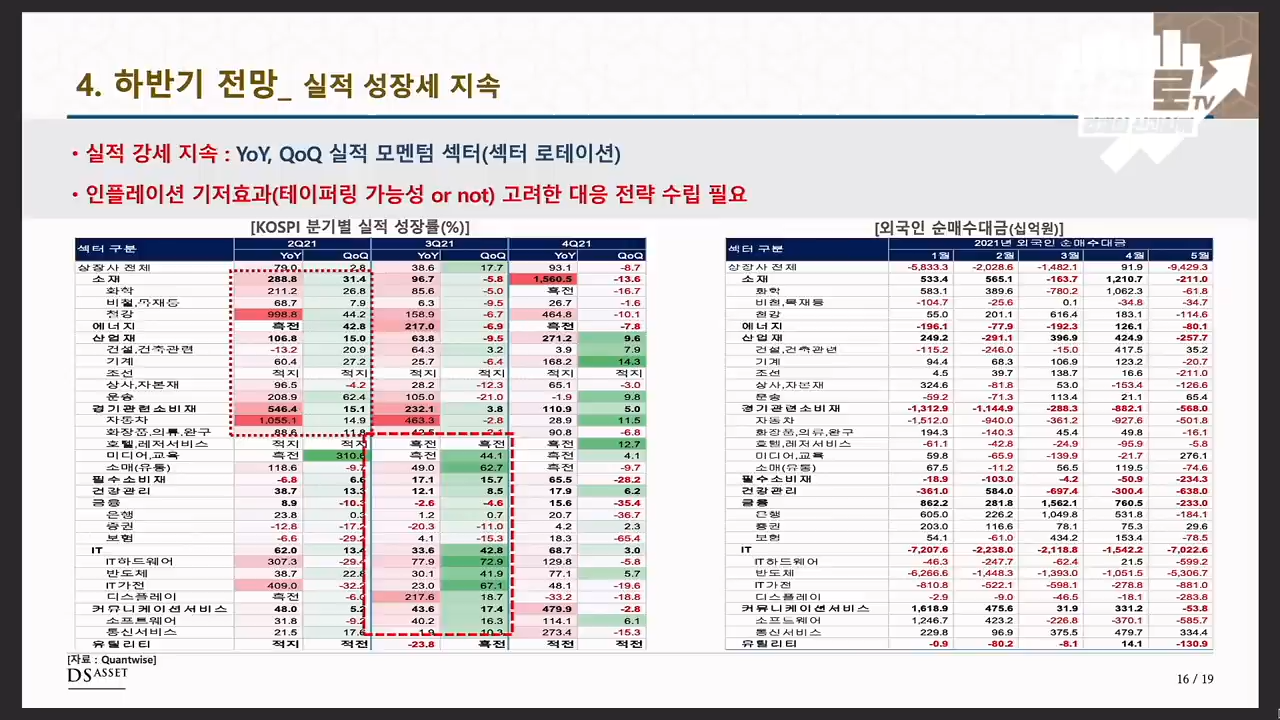 4. 하반기 전망_ 실적 성장세 지속
TV
• 실적 강세 지속 : YoY, QoQ 실적 모멘텀 섹터(섹터 로테이션)
• 인플레이션 기저효과(테이퍼링 가능성 or not) 고려한 대응 전략 수립 필요
[KOSPI 분기별 실적 성장률(%)]
섹터 구분 2Q21 3Q21 4Q21
YoY QoQ YoY QoQ YoY QoQ
상장사 전체 79.0 2.8 38.6 17.7 93.1 -8.7
소재 288.8 31.4 96.7 -5.8 1,560.5 -13.6
화학 211.2 26.8 85.6 -5.0 흑전 -16.7
비철,목재등 68.7 7.9 6.3 -9.5 26.7 -1.6
철강 998.8 44.2 158.9 -6.7 464.8 -10.1
에너지 흑전 42.8 217.0 -6.9 흑전 -7.8
산업재 106.8 15.0 63.8 -9.5 271.2 9.6
건설,건축관련 -13.2 20.9 64.3 3.2 3.9 7.9
기계 60.4 27.2 25.7 -6.4 168.2 14.3
조선 적지 적지 적지 적지 적지 적지
상사,자본재 96.5 -4.2 28.2 -12.3 65.1 -3.0
운송 208.9 62.4 105.0 -21.0 -1.9 9.8
경기관련소비재 546.4 15.1 232.1 3.8 110.9 5.0
자동차 1,055.1 14.9 463.3 -2.8 28.9 11.5
화장품,의류,완구 90.8 -6.8
호텔,레저서비스 적지 적지 흑전 흑전 흑전 12.7
미디어,교육 흑전 310.6 흑전 44.1 흑전 4.1
소매(유통) 118.6 -9.7 49.0 62.7 흑전 -9.7
필수소비재 -6.8 6.6 17.1 15.7 65.5 -28.2
건강관리 38.7 13.3 12.1 8.5 17.9 6.2
금융 8.9 -10.3 -2.6 -4.6 15.6 -35.4
은행 23.8 1.2 0.7 20.7 -36.7
증권 -12.8 -17.2 -20.3 -11.0 4.2 2.3
보험 -6.6 -29.2 4.1 -15.3 18.3 -65.4
IT 62.0 13.4 33.6 42.8 68.7 3.0
IT하드웨어 307.3 -29.4 77.9 72.9 129.8 -5.8
반도체 38.7 22.8 30.1 41.9 77.1 5.7
IT가전 409.0 -32.2 23.0 67.1 148.9 -19.6
디스플레이 흑전 -6.0 217.6 18.7 -33.2 -18.8
커뮤니케이션서비스 48.0 5.2 43.6 17.4 479.9 -2.8
소프트웨어 31.8 -9.2 40.2 16.3 114.1 6.1
통신서비스 21.5 17.6 273.4 -15.3
유틸리티 적지 적전 -23.8 흑전 적전 적전
[외국인 순매수대금(십억원)]
섹터 구분 2021년 외국인 순매수대금
1월 2월 3월 4월 5월
상장사 전체 -5,833.3 -2,028.6 -1,482.1 91.9 -9,429.3
소재 533.4 565.1 -163.7 1,210.7 -211.0
화학 583.1 389.6 -780.2 1,062.3 -61.8
비철,목재등 -104.7 -25.6 0.1 -34.8 -34.7
철강 55.0 201.1 616.4 183.1 -114.6
에너지 -196.1 -77.9 -192.3 126.1 -80.1
산업재 249.2 -291.1 396.9 424.9 -257.7
건설,건축관련 -115.2 -246.0 -15.0 417.5 35.2
기계 94.4 68.3 106.9 123.2 -20.7
조선 4.5 39.7 138.7 16.6 -211.0
상사,자본재 324.6 -81.8 53.0 -153.4 -126.6
운송 -59.2 -71.3 113.4 21.1 65.4
경기관련소비재 -1,312.9 -1,144.9 -288.3 -882.1 -568.0
자동차 -1,512.0 -940.0 -361.2 -927.6 -501.8
화장품,의류,완구 194.3 -140.3 45.4 49.8 -16.1
호텔,레저서비스 -61.1 -42.8 -24.9 -95.9 -5.8
미디어,교육 59.8 -65.9 -139.9 -21.7 276.1
소매(유통) 67.5 -11.2 56.5 119.5 -74.6
필수소비재 -18.9 -103.0 -4.2 -50.9 -234.3
건강관리 -361.0 584.0 -697.4 -300.4 -638.0
금융 862.2 281.8 1,562.1 760.5 -233.0
은행 605.0 226.2 1,049.8 531.8 -184.1
증권 203.0 116.6 78.1 75.3 29.6
보험 54.1 -61.0 434.2 153.4 -78.5
IT -7,207.6 -2,238.0 -2,118.8 -1,542.2 -7,022.6
IT하드웨어 -46.3 -247.7 -62.4 21.5 -599.2
반도체 -6,266.6 -1,448.3 -1,393.0 -1,051.5 -5,306.7
IT가전 -810.8 -522.1 -598.1 -278.8 -881.0
디스플레이 -2.9 -9.0 -46.5 -18.1 -283.8
커뮤니케이션서비스 1,618.9 475.6 31.9 331.2 -53.8
소프트웨어 1,246.7 423.2 -226.8 -370.1 -585.7
통신서비스 229.8 96.9 375.5 479.7 334.4
유틸리티 -0.9 -80.2 -8.1 14.1 -130.9
[자료 : Quantwise]
DS ASSET
16 / 19